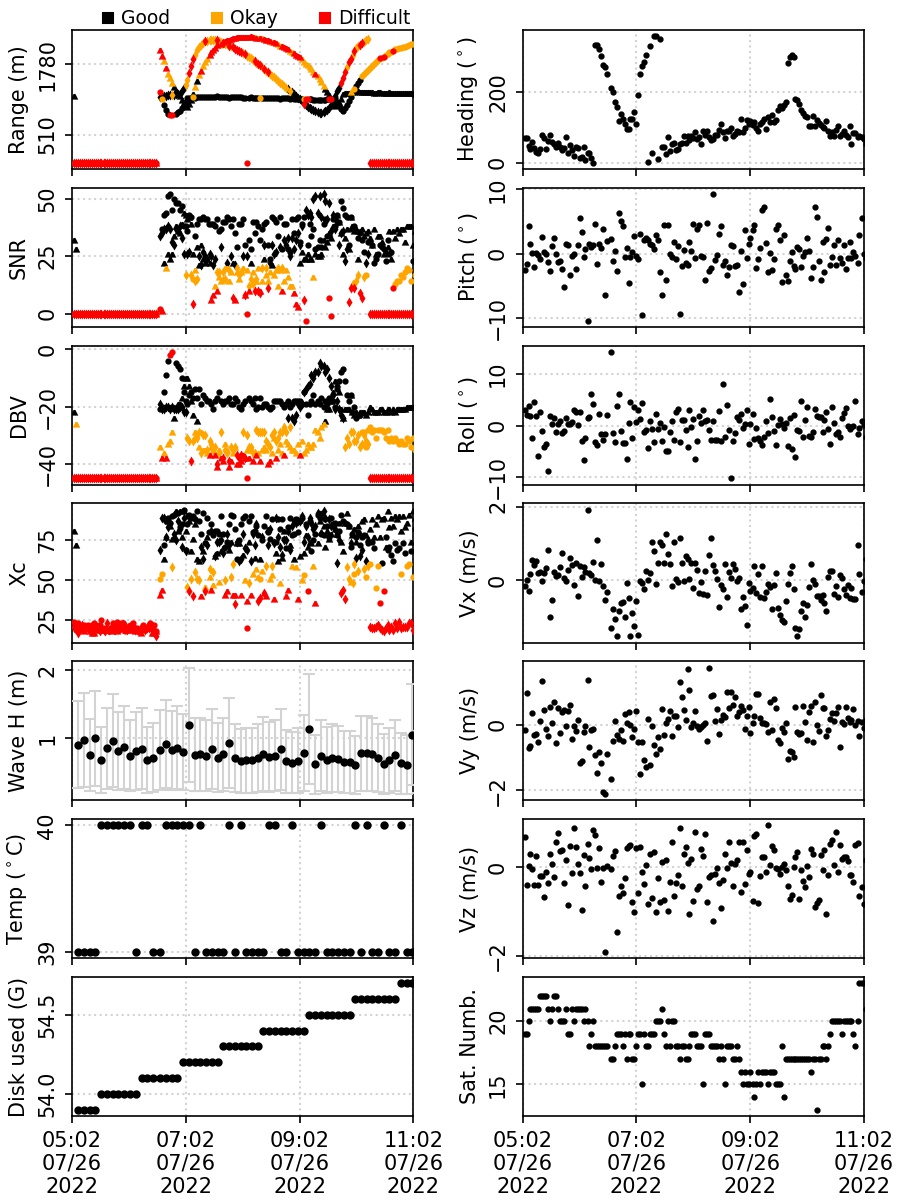 Good Okay Difficult
Range (m)
1780
510
Heading (°)
200
0
SNR
50
25
0
Pitch (°)
10
0
−10
DBV
0
−20
−40
Roll (°)
10
0
−10
Xc
75
50
25
Vx (m/s)
2
0
Wave H (m)
2
1
Vy (m/s)
0
−2
Temp (°C)
40
39
Vz (m/s)
0
−2
Disk used (G)
54.5
54.0
Sat. Numb.
20
15
05:02 07:02 09:02 11:02
07/26 07/26 07/26 07/26
2022 2022 2022 2022
05:02 07:02 09:02 11:02
07/26 07/26 07/26 07/26
2022 2022 2022 2022